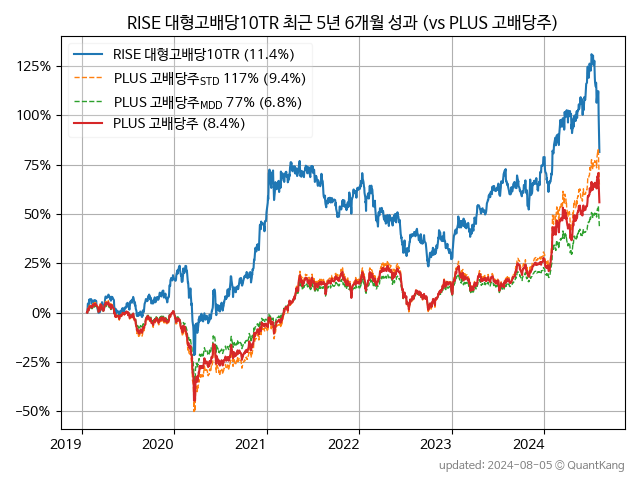 RISE 대형고배당10TR 최근 5년 6개월 성과 (vs PLUS 고배당주)
RISE 대형고배당10TR (11.4%)
PLUS 고배당주STD 117% (9.4%)
PLUS 고배당주MDD 77% (6.8%)
PLUS 고배당주 (8.4%)
125%
100%
75%
50%
25%
0%
−25%
−50%
2019 2020 2021 2022 2023 2024
updated: 2024-08-05 © QuantKang